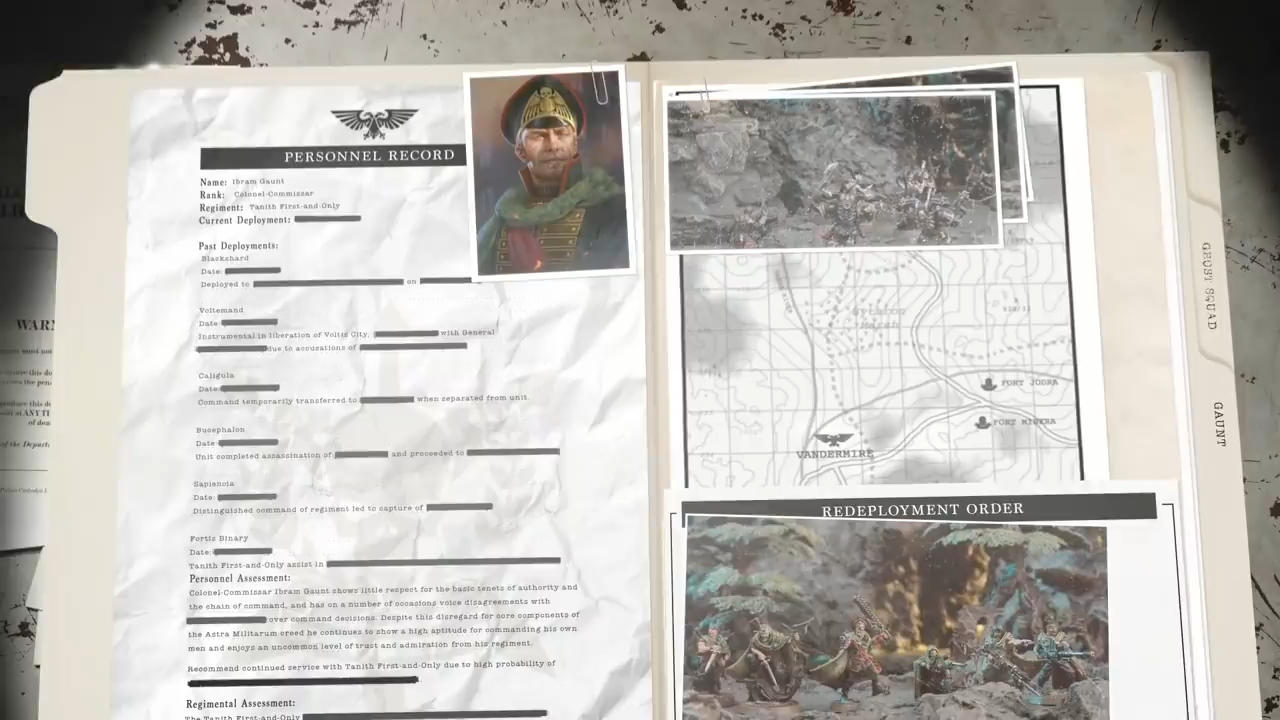 PERSONNEL RECORD
Name: Ibram Gaunt
Rank: Colonel-Commissar
Regiment: Tanith First-and-Only
Current Deployment:
Past Deployments:
Blackshard
Date:
Deployed to on
Voltemand
Date:
Instrumental in liberation of Voltis City, with General
due to accusations of
Caligula
Date:
Command temporarily transferred to when separated from unit.
Bucephalon
Date:
Unit completed assassination of and proceeded to
Sapiencia
Date:
Distinguished command of regiment led to capture of
Fortis Binary
Date:
Tanith First-and-Only assist in
Personnel Assessment:
Colonel-Commissar Ibram Gaunt shows little respect for the basic tenets of authority and
the chain of command, and has on a number of occasions voice disagreements with
over command decisions. Despite this disregard for core components of
the Astra Militarum creed he continues to show a high aptitude for commanding his own
men and enjoys an uncommon level of trust and admiration from his regiment.
Recommend continued service with Tanith First-and-Only due to high probability of
Regimental Assessment:
The Tanith First-and-Only
FORT JODRA
FORT MINERA
VANDERMIRE
REDEPLOYMENT ORDER
GHOST SQUAD
GAUNT
WARN